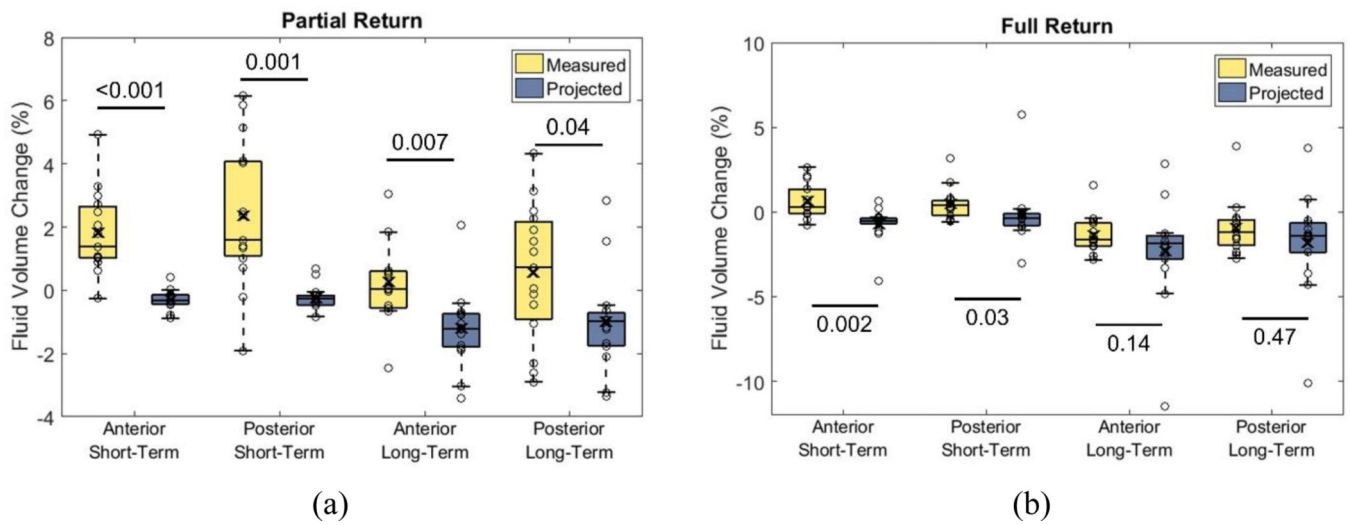 Partial Return
8
6
4
2
0
-2
-4
Fluid Volume Change (%)
Measured
Projected
<0.001
0.001
0.007
0.04
Anterior
Short-Term
Posterior
Short-Term
Anterior
Long-Term
Posterior
Long-Term
(a)
Full Return
10
5
0
-5
-10
Fluid Volume Change (%)
Measured
Projected
0.002
0.03
0.14
0.47
Anterior
Short-Term
Posterior
Short-Term
Anterior
Long-Term
Posterior
Long-Term
(b)